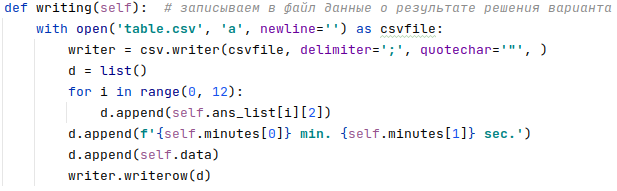 def writing(self):  # записываем в файл данные о результате решения варианта
    with open('table.csv', 'a', newline='') as csvfile:
        writer = csv.writer(csvfile, delimiter=';', quotechar='"', )
        d = list()
        for i in range(0, 12):
            d.append(self.ans_list[i][2])
        d.append(f'{self.minutes[0]} min. {self.minutes[1]} sec.')
        d.append(self.data)
        writer.writerow(d)